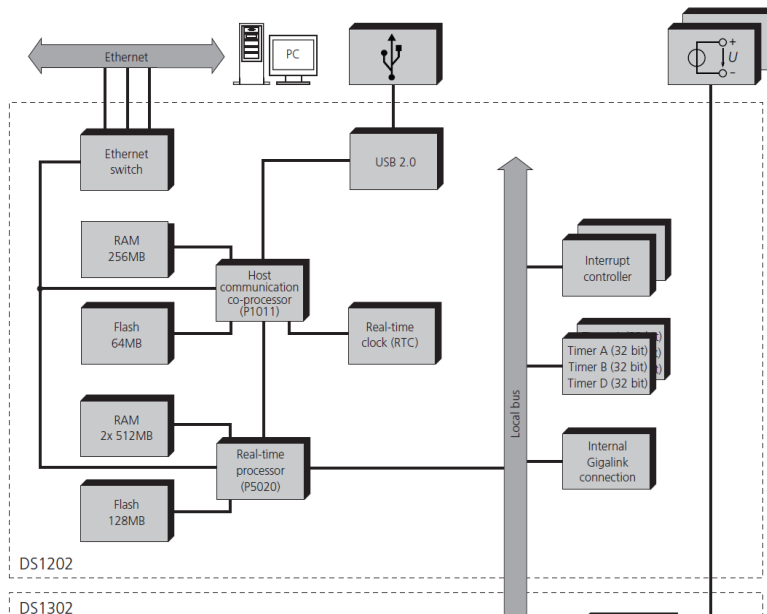 Ethernet
PC
+
U
−
Ethernet
switch
USB 2.0
RAM
256MB
Host
communication
co-processor
(P1011)
Interrupt
controller
Flash
64MB
Real-time
clock (RTC)
Timer A (32 bit)
Timer B (32 bit)
Timer D (32 bit)
RAM
2x 512MB
Local bus
Real-time
processor
(P5020)
Internal
Gigalink
connection
Flash
128MB
DS1202
DS1302